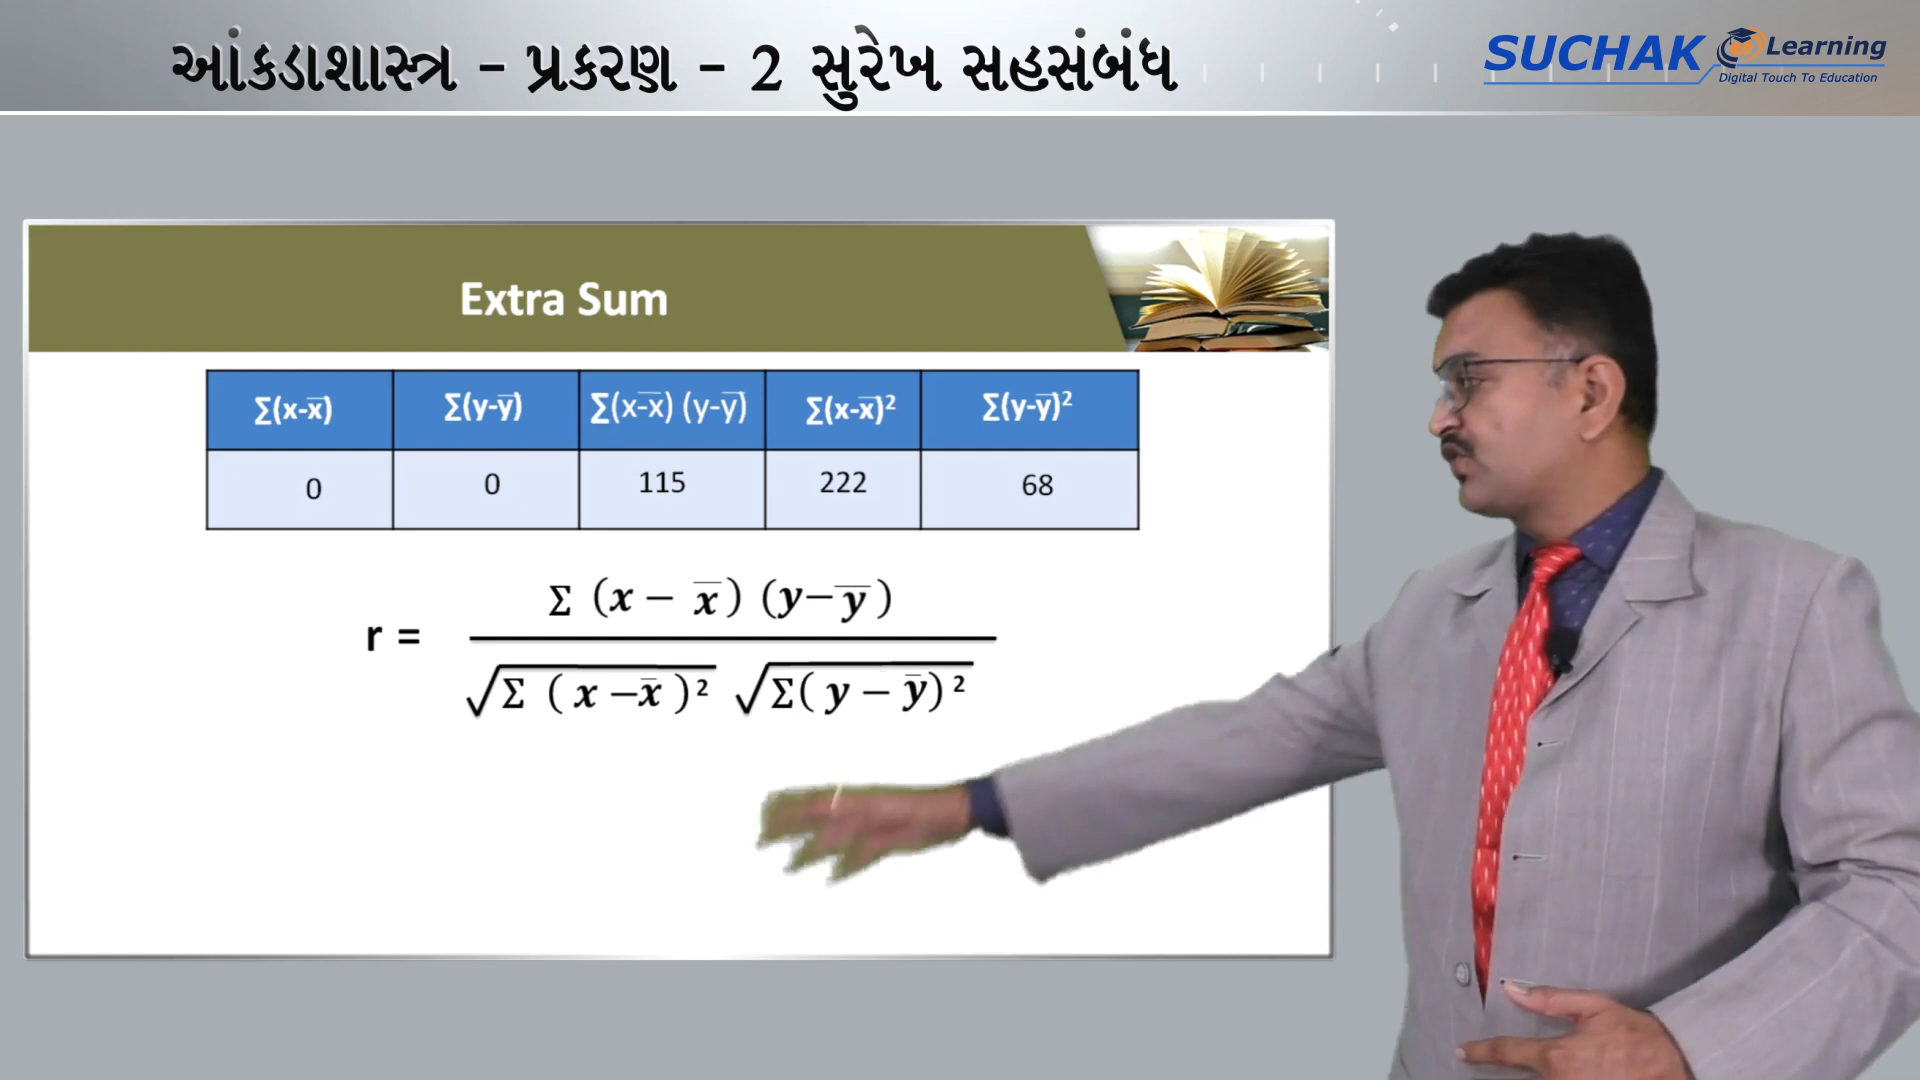 આંકડાશાસ્ત્ર - પ્રકરણ - 2 સુરેખ સહસંબંધ
SUCHAK eLearning
Digital Touch To Education
Extra Sum
∑(x-x̅) ∑(y-y̅) ∑(x-x̅) (y-y̅) ∑(x-x̅)² ∑(y-y̅)²
0 0 115 222 68
∑ (x – x̅) (y–y̅)
r =
√∑ (x –x̅)² √∑(y – y̅)²